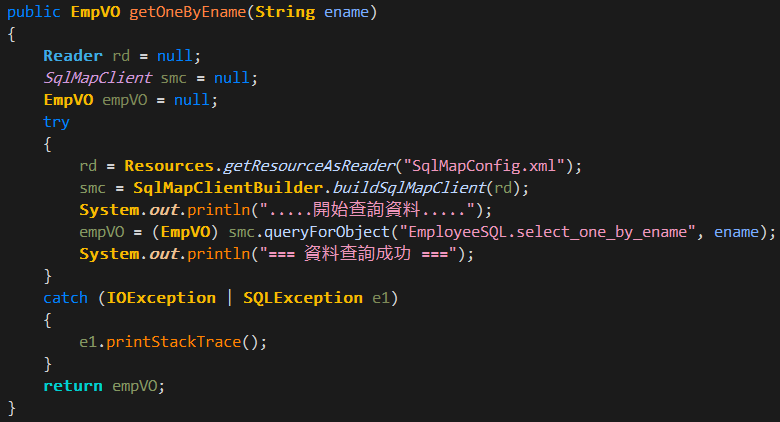 public EmpVO getOneByEname(String ename)
{
    Reader rd = null;
    SqlMapClient smc = null;
    EmpVO empVO = null;
    try
    {
        rd = Resources.getResourceAsReader("SqlMapConfig.xml");
        smc = SqlMapClientBuilder.buildSqlMapClient(rd);
        System.out.println(".....開始查詢資料.....");
        empVO = (EmpVO) smc.queryForObject("EmployeeSQL.select_one_by_ename", ename);
        System.out.println("=== 資料查詢成功 ===");
    }
    catch (IOException | SQLException e1)
    {
        e1.printStackTrace();
    }
    return empVO;
}